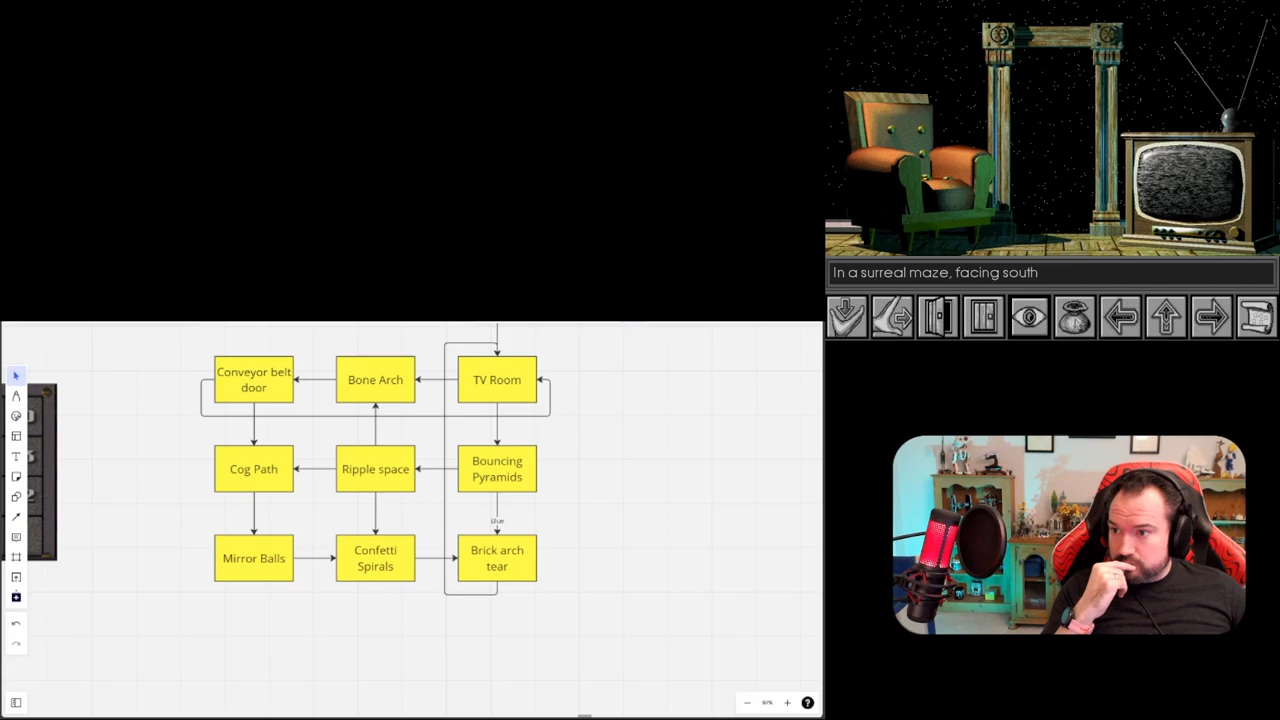 In a surreal maze, facing south
Conveyor belt
door
Bone Arch
TV Room
Cog Path
Ripple space
Bouncing
Pyramids
Blue
Mirror Balls
Confetti
Spirals
Brick arch
tear